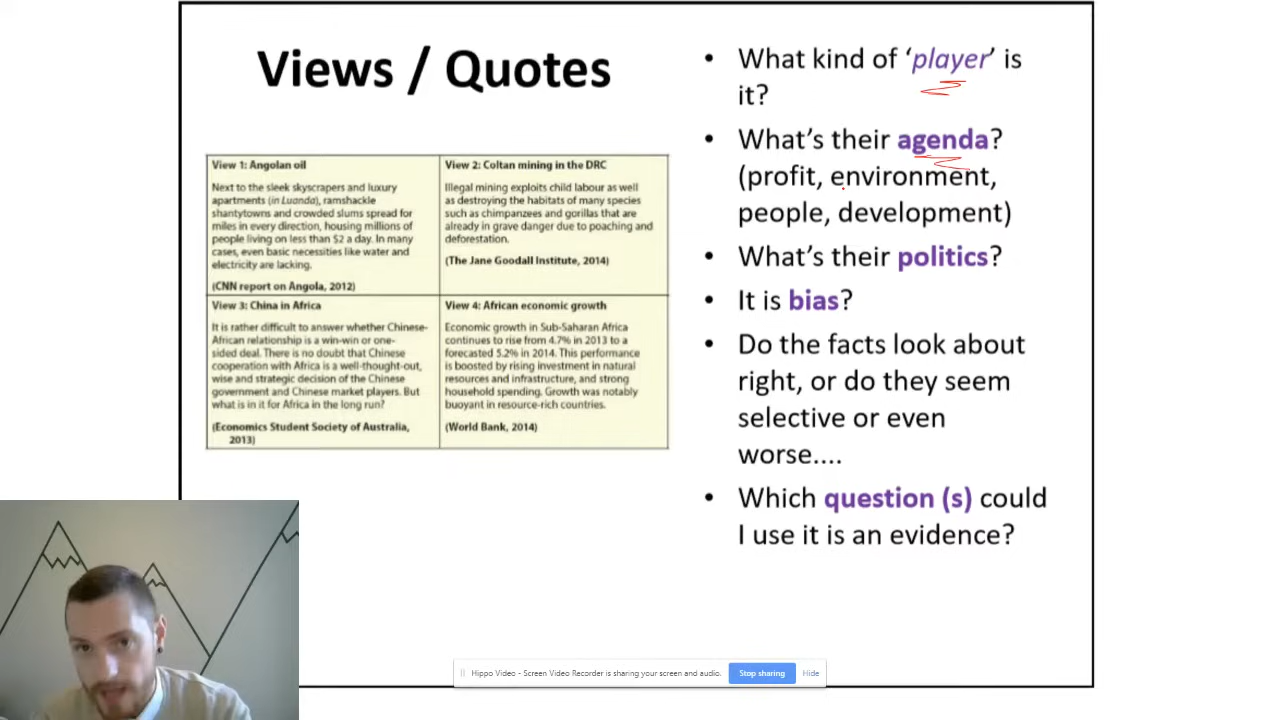 Views / Quotes
View 1: Angolan oil
Next to the sleek skyscrapers and luxury
apartments (in Luanda), ramshackle
shantytowns and crowded slums spread for
miles in every direction, housing millions of
people living on less than $2 a day. In many
cases, even basic necessities like water and
electricity are lacking.
(CNN report on Angola, 2012)
View 2: Coltan mining in the DRC
Illegal mining exploits child labour as well
as destroying the habitats of many species
such as chimpanzees and gorillas that are
already in grave danger due to poaching and
deforestation.
(The Jane Goodall Institute, 2014)
View 3: China in Africa
It is rather difficult to answer whether Chinese-
African relationship is a win-win or one-
sided deal. There is no doubt that Chinese
cooperation with Africa is a well-thought-out,
wise and strategic decision of the Chinese
government and Chinese market players. But
what is in it for Africa in the long run?
(Economics Student Society of Australia,
2013)
View 4: African economic growth
Economic growth in Sub-Saharan Africa
continues to rise from 4.7% in 2013 to a
forecasted 5.2% in 2014. This performance
is boosted by rising investment in natural
resources and infrastructure, and strong
household spending. Growth was notably
buoyant in resource-rich countries.
(World Bank, 2014)
• What kind of ‘player’ is
it?
• What’s their agenda?
(profit, environment,
people, development)
• What’s their politics?
• It is bias?
• Do the facts look about
right, or do they seem
selective or even
worse....
• Which question (s) could
I use it is an evidence?
Hippo Video - Screen Video Recorder is sharing your screen and audio.
Stop sharing
Hide